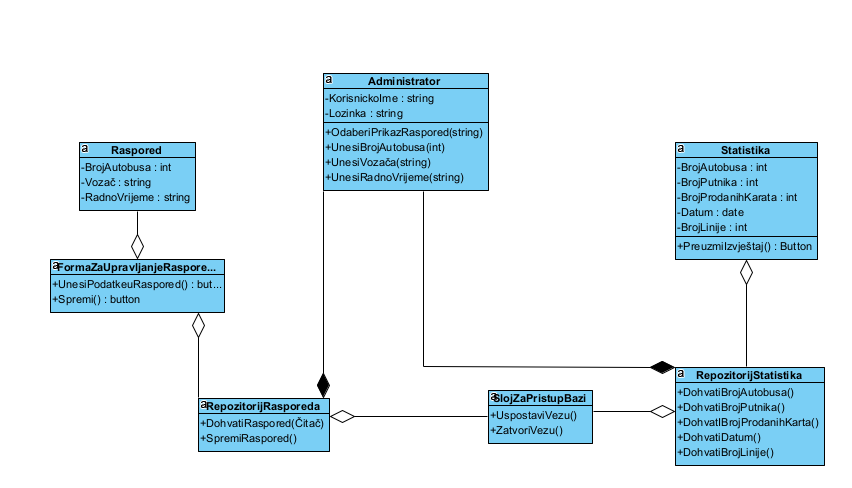 a
Administrator
-KorisnickoIme : string
-Lozinka : string
+OdaberiPrikazRaspored(string)
+UnesiBrojAutobusa(int)
+UnesiVozača(string)
+UnesiRadnoVrijeme(string)
a
Raspored
-BrojAutobusa : int
-Vozač : string
-RadnoVrijeme : string
a
Statistika
-BrojAutobusa : int
-BrojPutnika : int
-BrojProdanihKarata : int
-Datum : date
-BrojLinije : int
+PreuzmiIzvještaj() : Button
a
FormaZaUpravljanjeRaspore...
+UnesiPodatkeuRaspored() : but...
+Spremi() : button
a
RepozitorijRasporeda
+DohvatiRaspored(Čitač)
+SpremiRaspored()
a
SlojZaPristupBazi
+UspostaviVezu()
+ZatvoriVezu()
a
RepozitorijStatistika
+DohvatiBrojAutobusa()
+DohvatiBrojPutnika()
+DohvatIBrojProdanihKarta()
+DohvatiDatum()
+DohvatiBrojLinije()